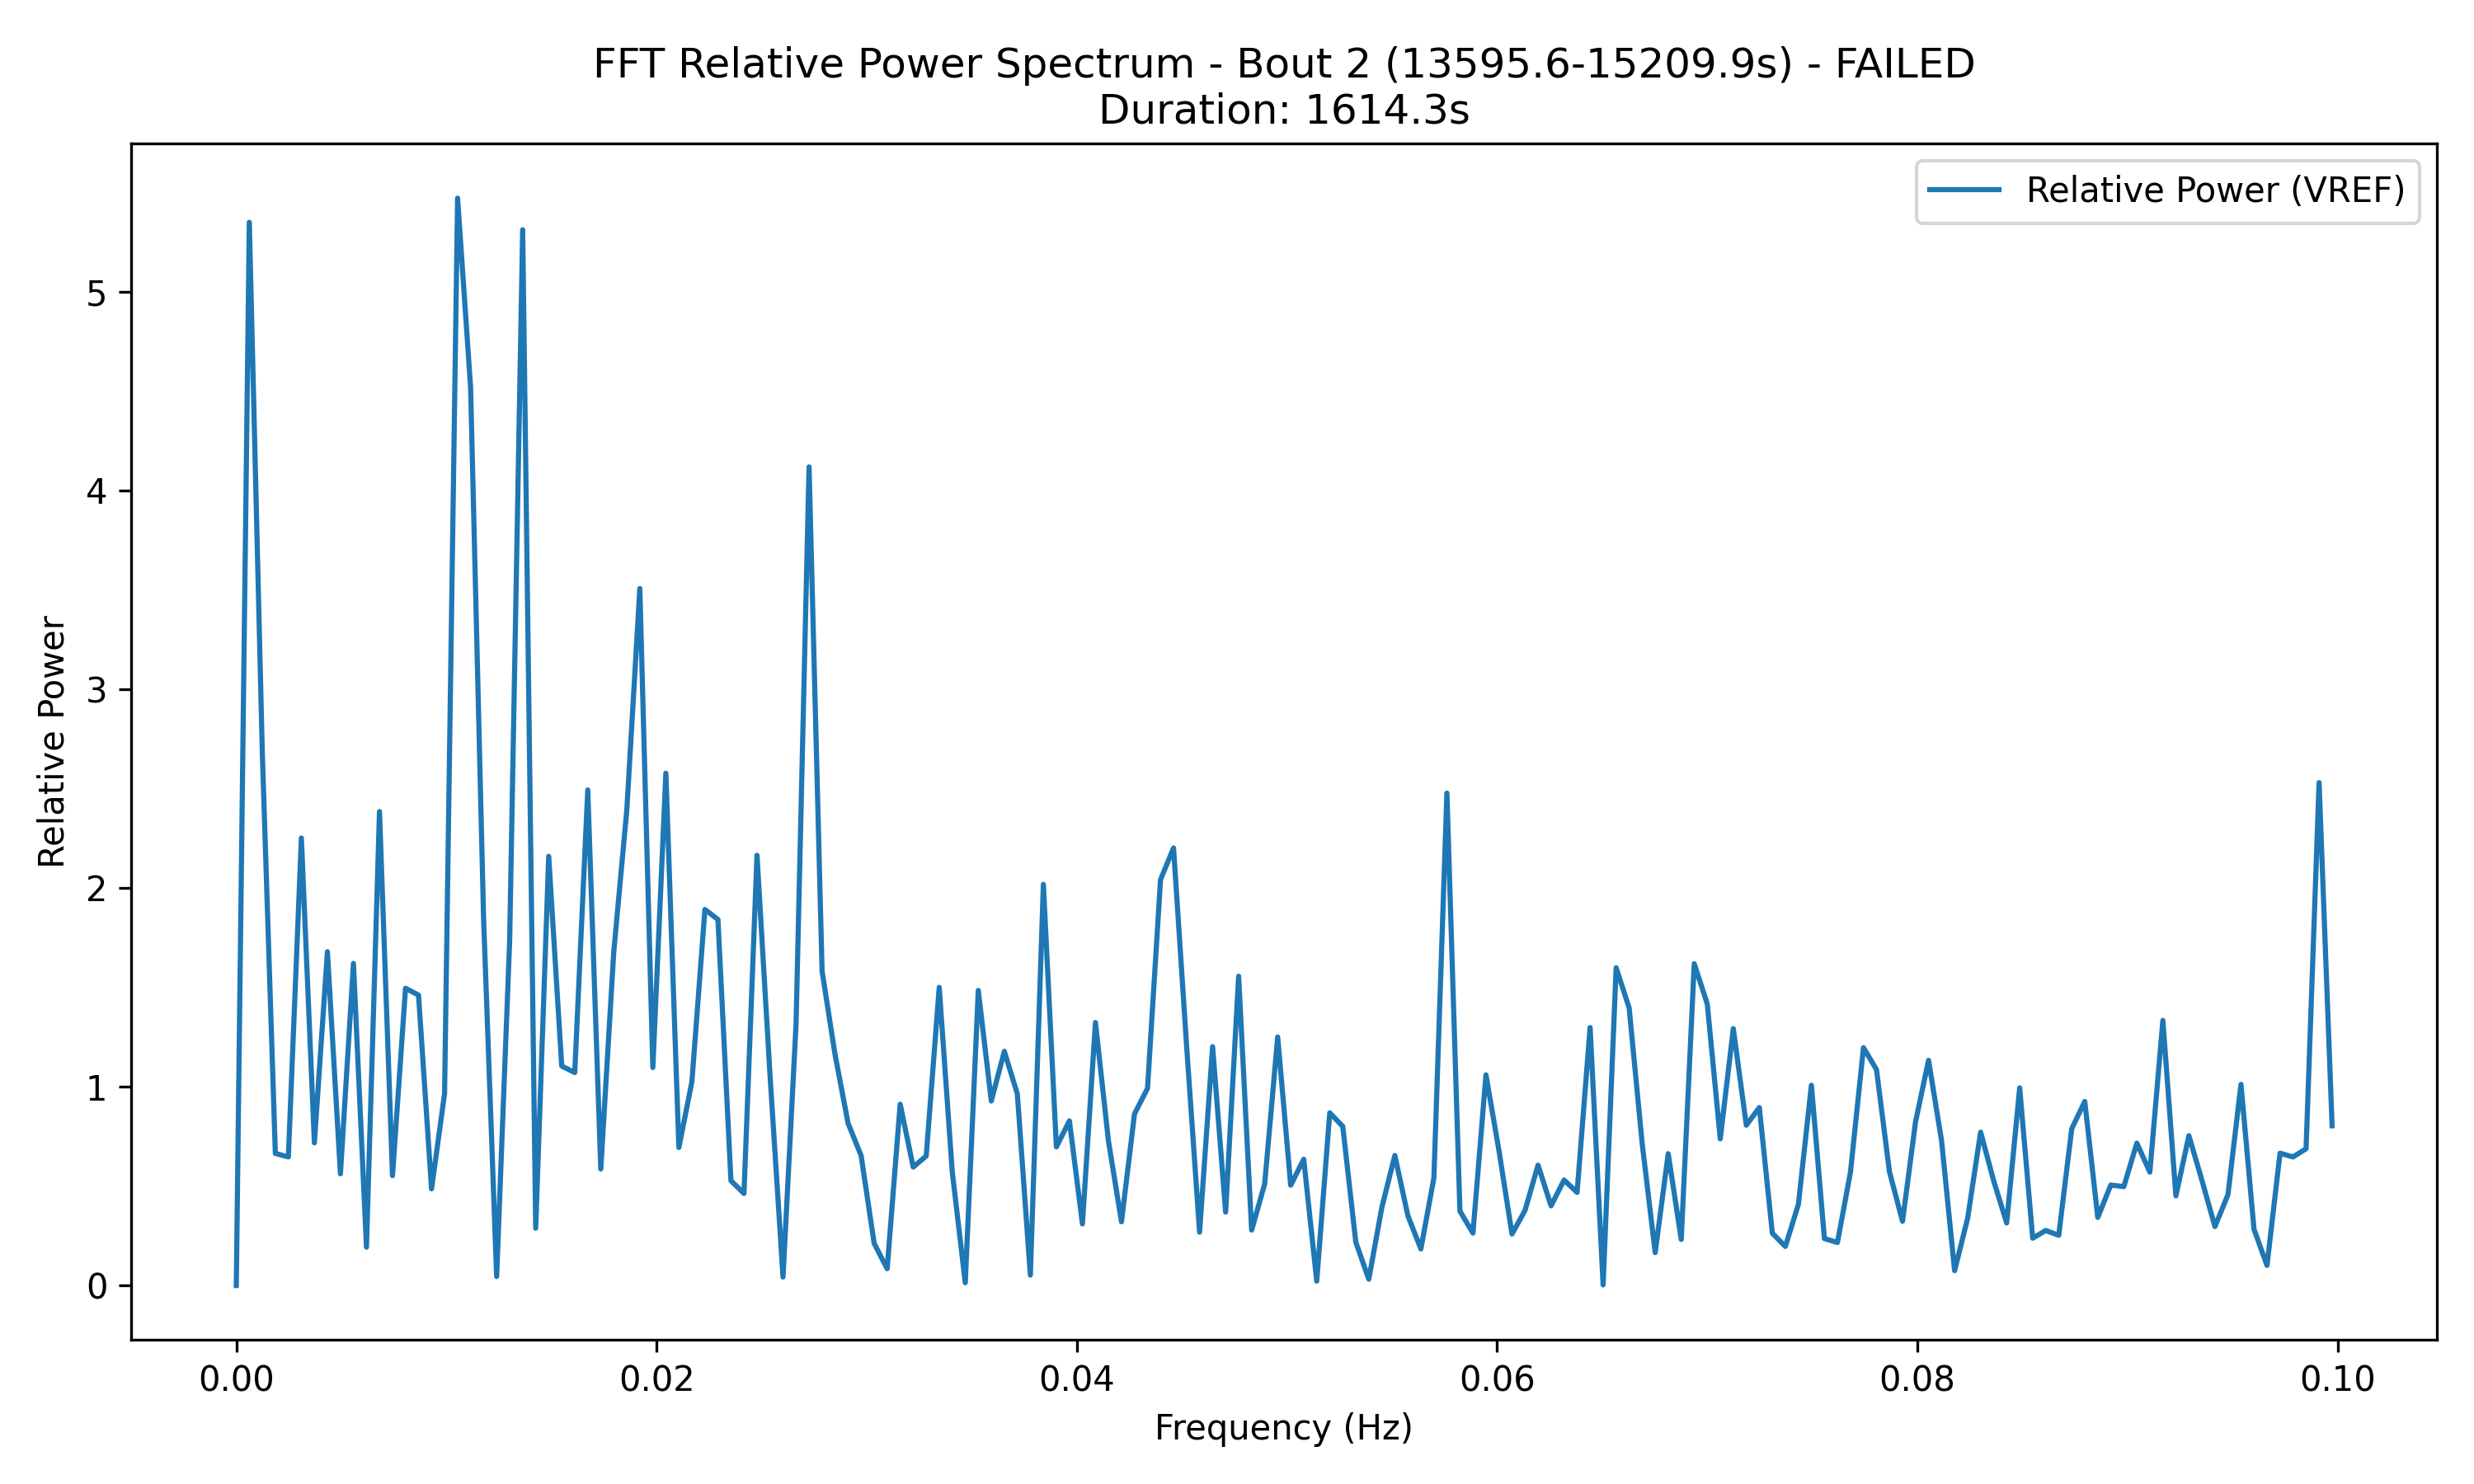 FFT Relative Power Spectrum - Bout 2 (13595.6-15209.9s) - FAILED
Duration: 1614.3s
Relative Power (VREF)
5
4
3
2
1
0
Relative Power
0.00 0.02 0.04 0.06 0.08 0.10
Frequency (Hz)